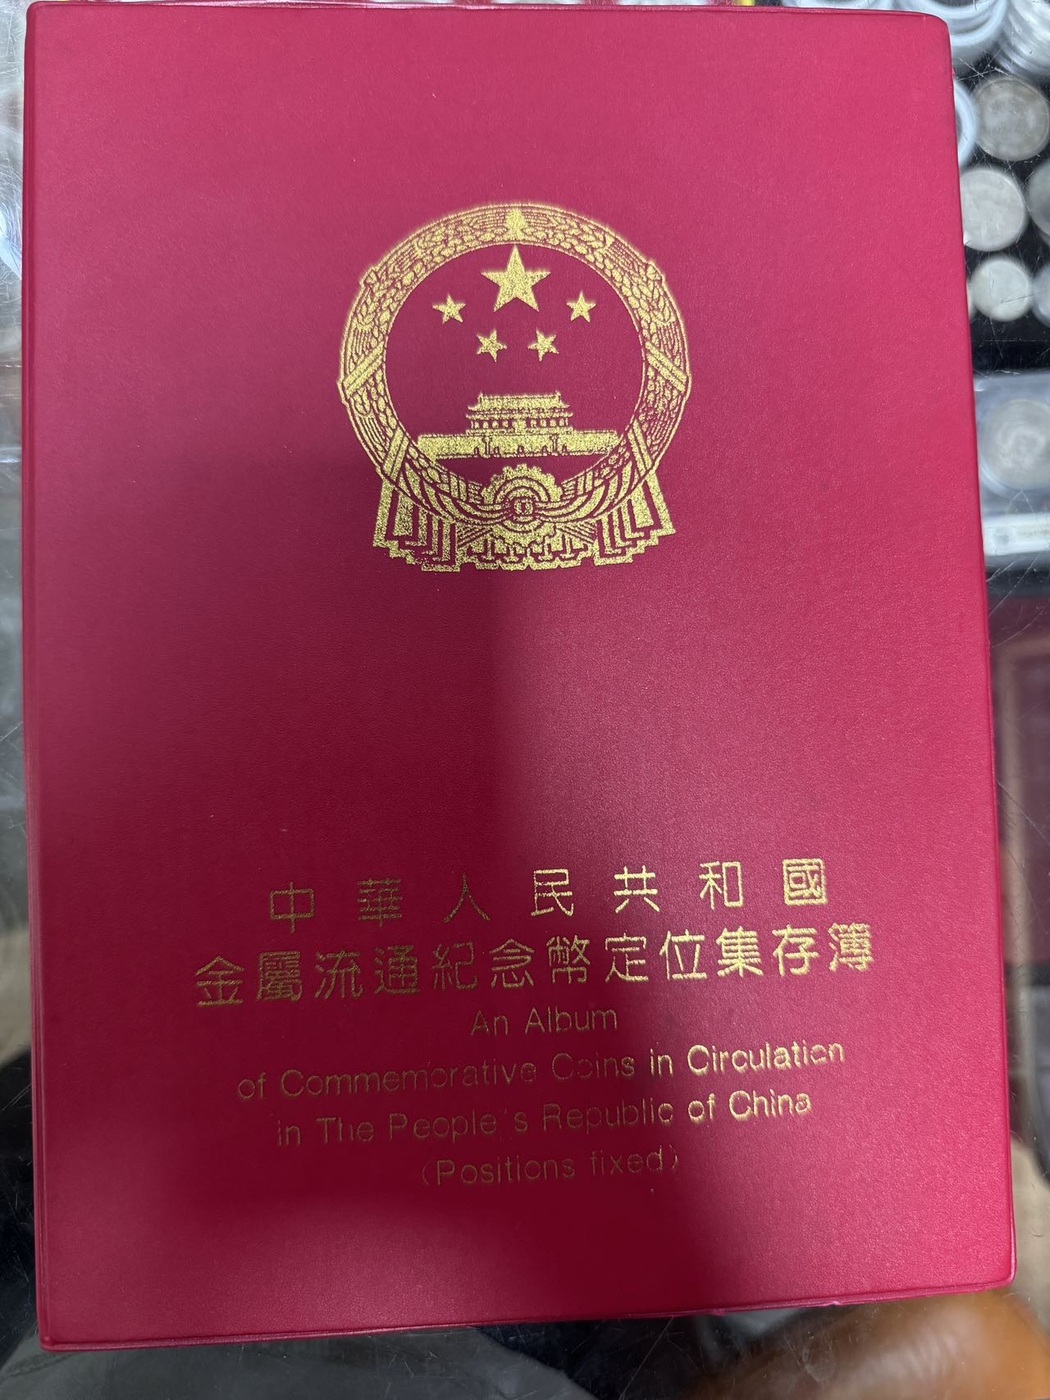 中華人民共和國
金屬流通紀念幣定位集存簿
An Album
of Commemorative Coins in Circulation
in The People's Republic of China
(Positions fixed)